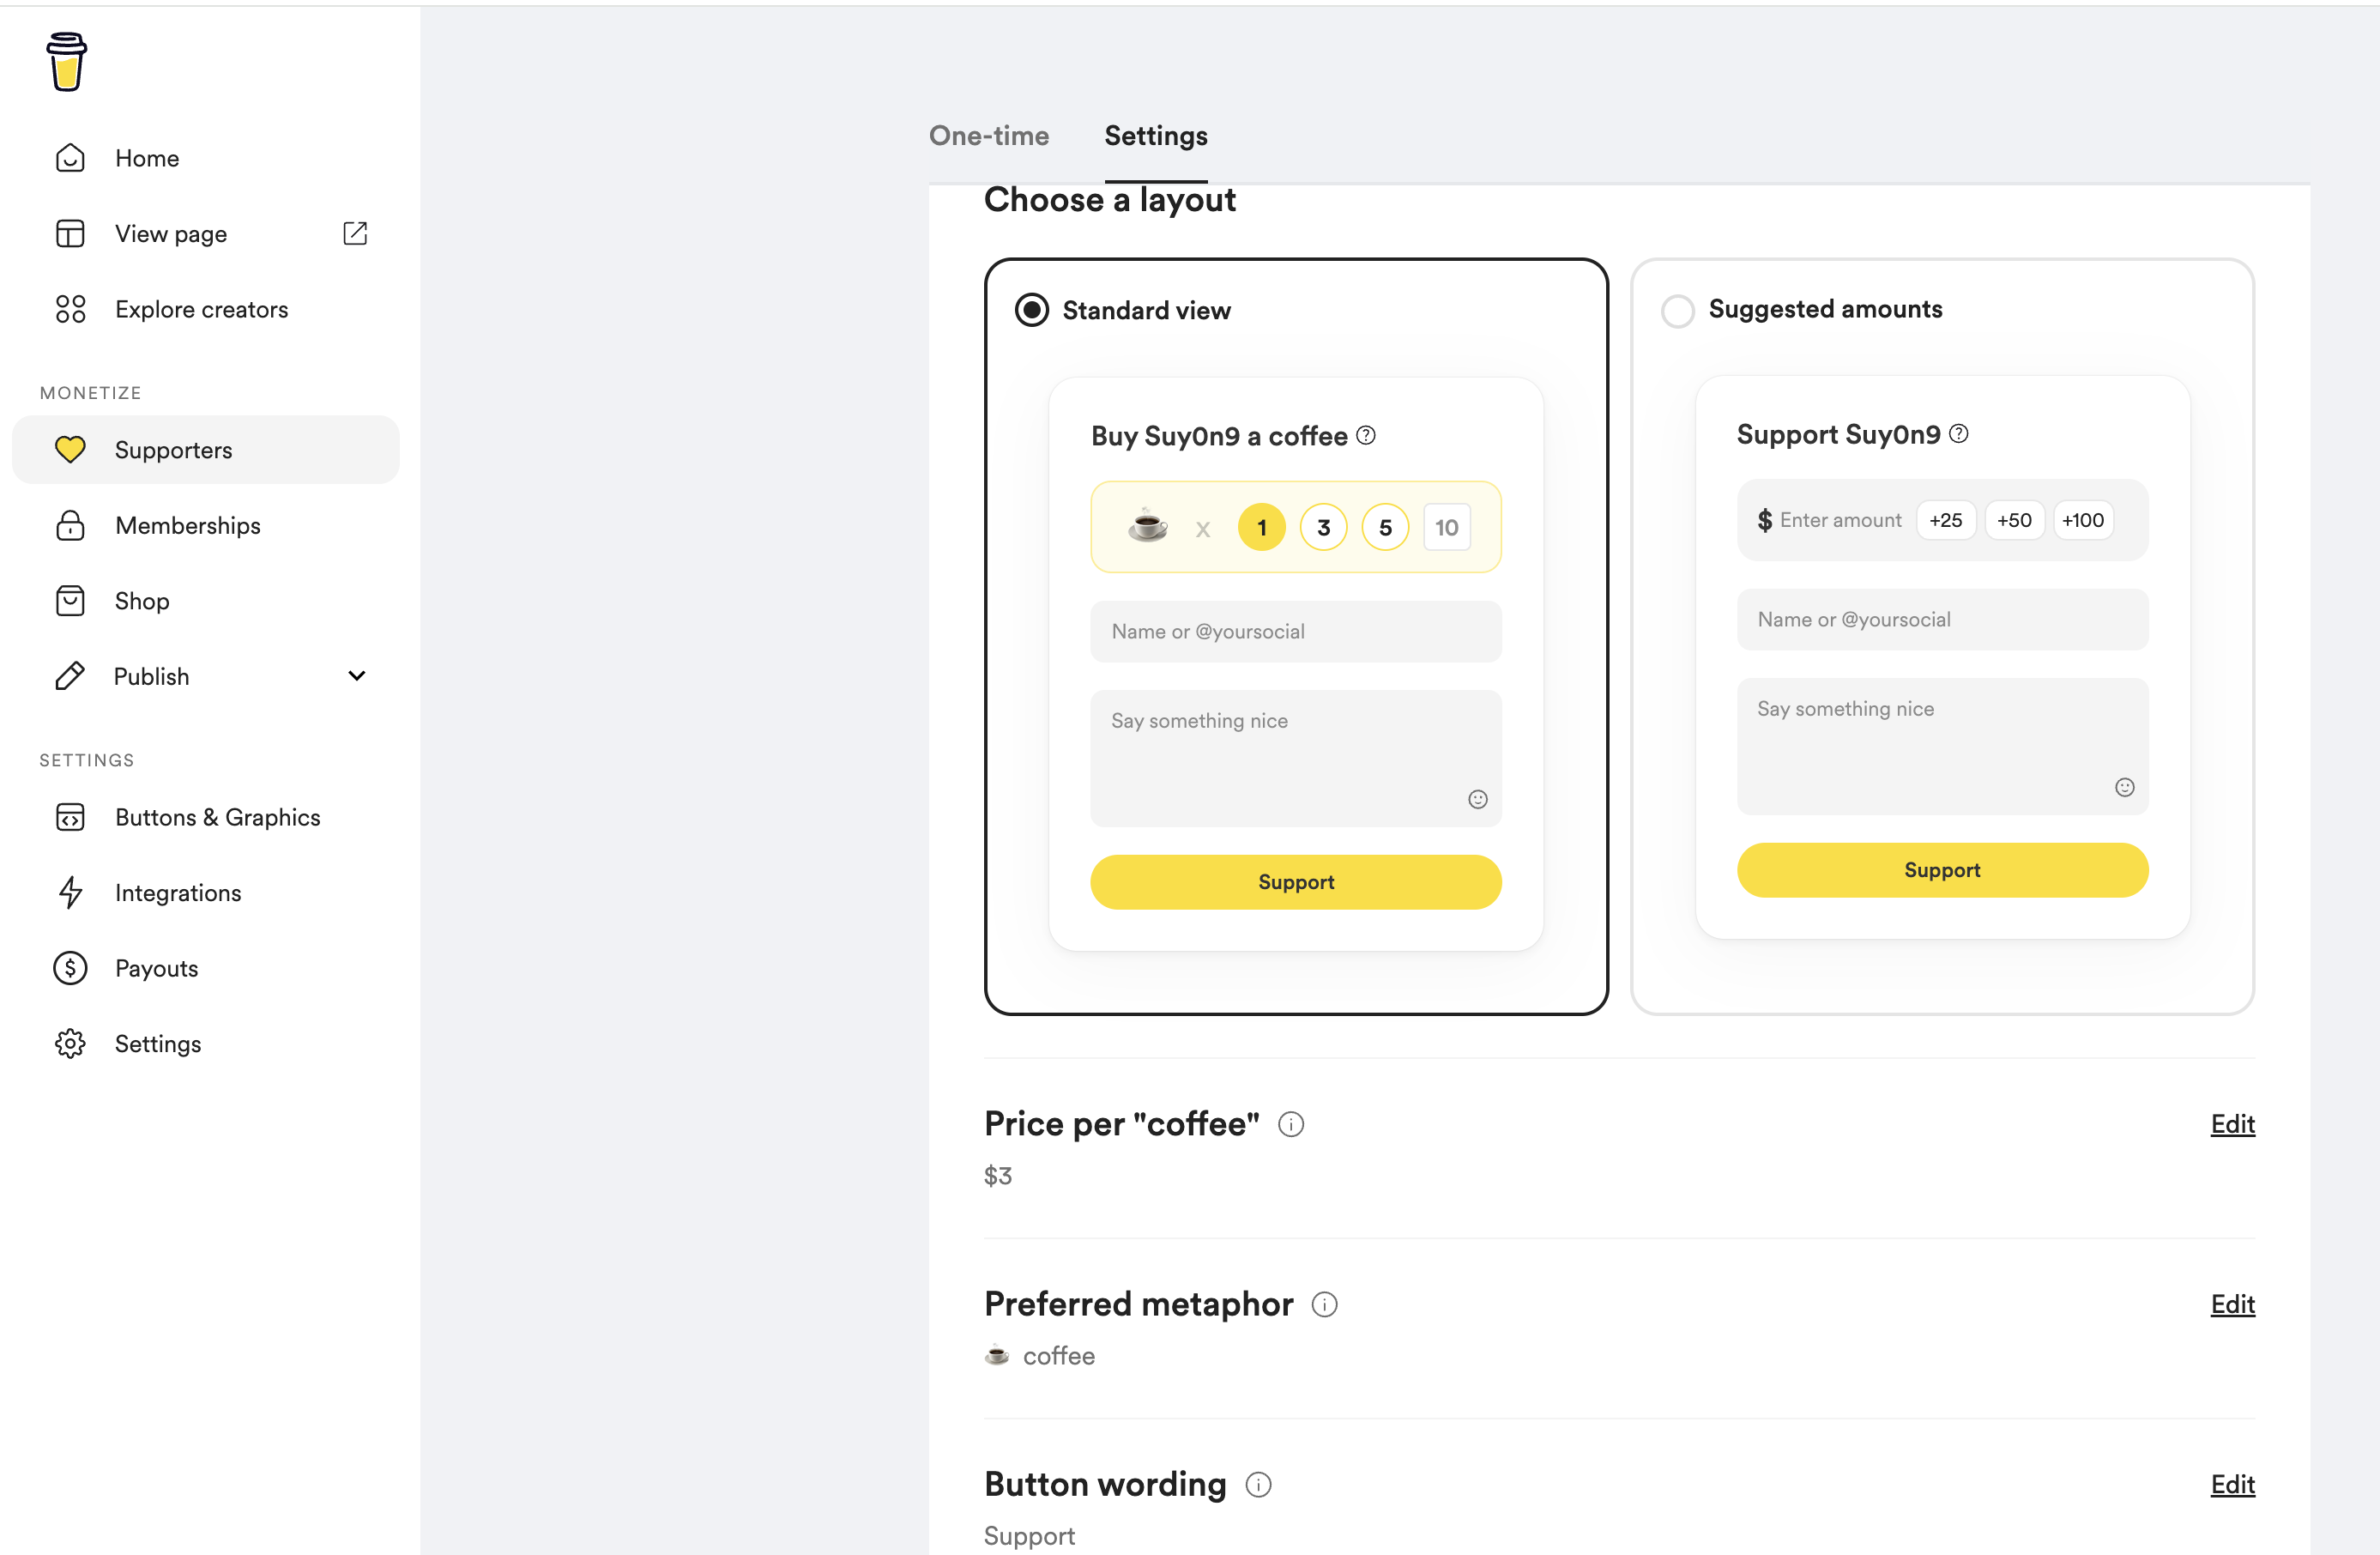 Home
View page
Explore creators
MONETIZE
Supporters
Memberships
Shop
Publish
SETTINGS
Buttons & Graphics
Integrations
Payouts
Settings
One-time
Settings
Choose a layout
Standard view
Buy Suy0n9 a coffee
x 1 3 5 10
Name or @yoursocial
Say something nice
Support
Suggested amounts
Support Suy0n9
$ Enter amount +25 +50 +100
Name or @yoursocial
Say something nice
Support
Price per "coffee"
Edit
$3
Preferred metaphor
Edit
coffee
Button wording
Edit
Support